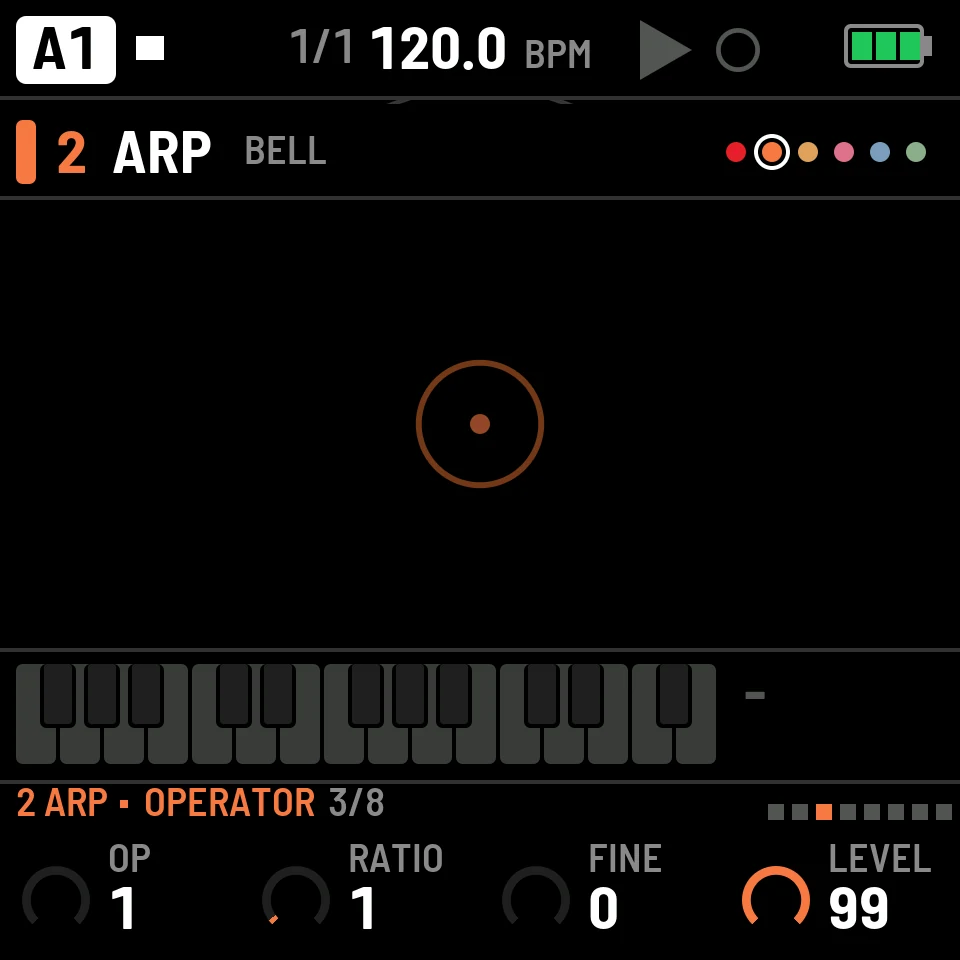 A1 1/1 120.0 BPM
2 ARP BELL
-
2 ARP ▪ OPERATOR 3/8
OP RATIO FINE LEVEL
1 1 0 99